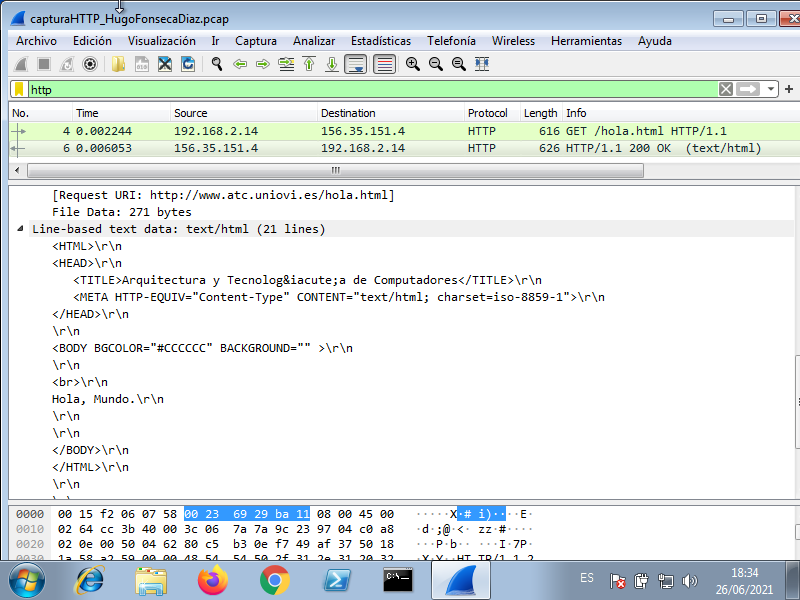 capturaHTTP_HugoFonsecaDiaz.pcap
Archivo Edición Visualización Ir Captura Analizar Estadísticas Telefonía Wireless Herramientas Ayuda
http
No. Time Source Destination Protocol Length Info
4 0.002244 192.168.2.14 156.35.151.4 HTTP 616 GET /hola.html HTTP/1.1
6 0.006053 156.35.151.4 192.168.2.14 HTTP 626 HTTP/1.1 200 OK (text/html)
[Request URI: http://www.atc.uniovi.es/hola.html]
File Data: 271 bytes
Line-based text data: text/html (21 lines)
<HTML>\r\n
<HEAD>\r\n
<TITLE>Arquitectura y Tecnolog&iacute;a de Computadores</TITLE>\r\n
<META HTTP-EQUIV="Content-Type" CONTENT="text/html; charset=iso-8859-1">\r\n
</HEAD>\r\n
\r\n
<BODY BGCOLOR="#CCCCCC" BACKGROUND="" >\r\n
\r\n
<br>\r\n
Hola, Mundo.\r\n
\r\n
\r\n
</BODY>\r\n
</HTML>\r\n
\r\n
0000 00 15 f2 06 07 58 00 23 69 29 ba 11 08 00 45 00 ·····X·# i)····E·
0010 02 64 cc 3b 40 00 3c 06 7a 7a 9c 23 97 04 c0 a8 ·d·;@·<· zz·#····
0020 02 0e 00 50 04 62 80 c5 b3 0e f7 49 af 37 50 18 ···P·b·· ···I·7P·
0030 1a 58 a2 59 00 00 48 54 54 50 2f 31 2e 31 20 32 ·X·Y··HT TP/1.1 2
C:\
ES
18:34
26/06/2021